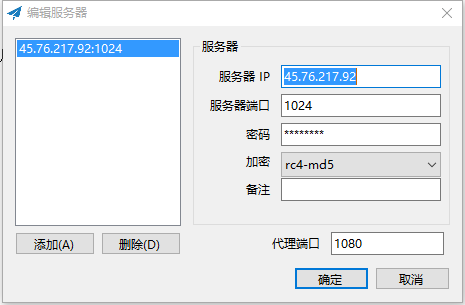 编辑服务器
45.76.217.92:1024
服务器
服务器 IP 45.76.217.92
服务器端口 1024
密码 ********
加密 rc4-md5
备注
添加(A) 删除(D)
代理端口 1080
确定 取消